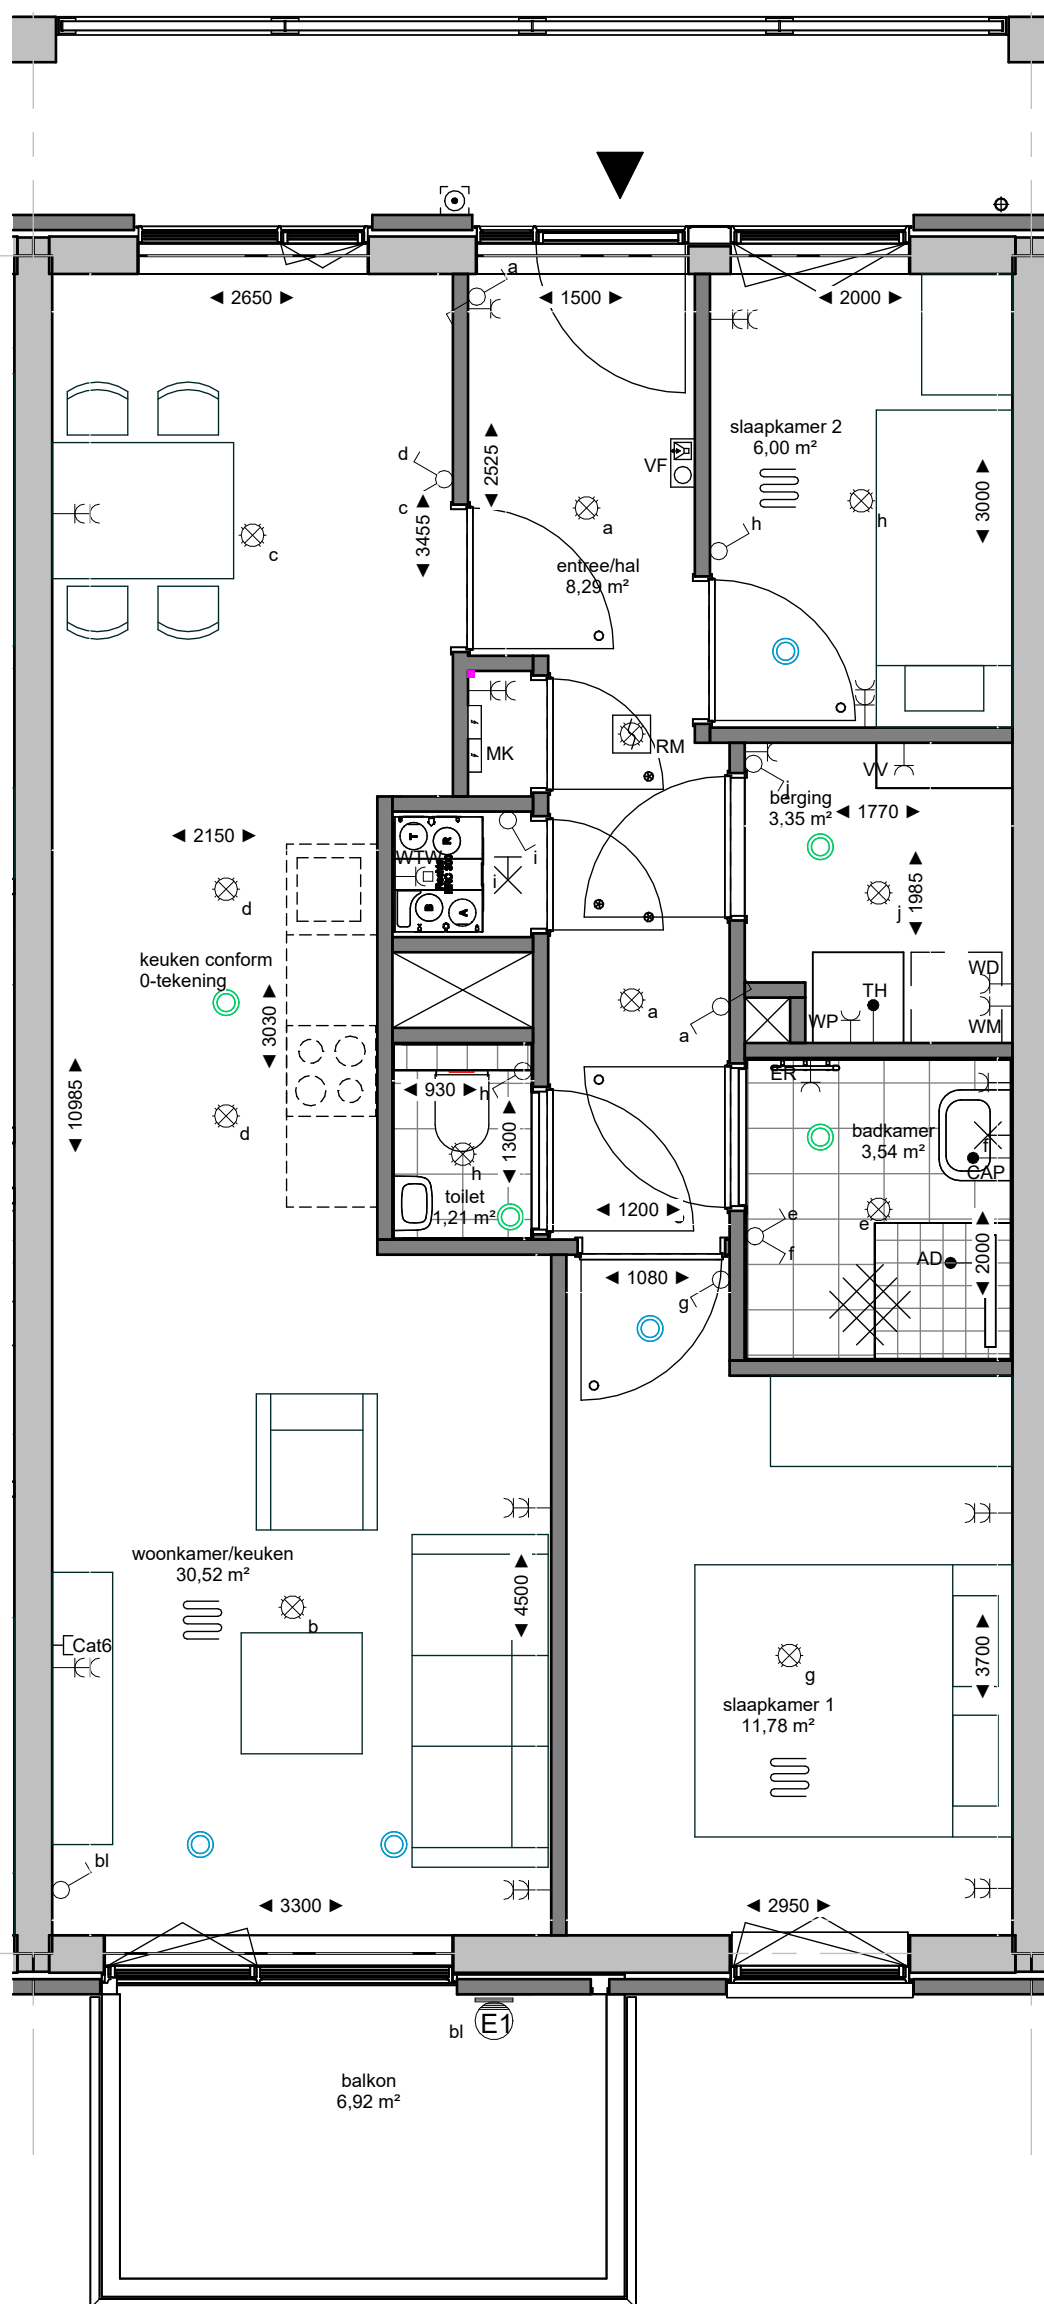 a
2650
1500
2000
d
c
3455
2525
VF
a
slaapkamer 2
6,00 m²
3000
h
h
c
entree/hal
8,29 m²
MK
RM
VV
j
berging
3,35 m²
1770
2150
WTW
T
R
B
A
i
i
d
1985
j
keuken conform
0-tekening
3030
WD
TH
WP
WM
a
a
10985
930
h
ER
d
1300
h
toilet
1,21 m²
badkamer
3,54 m²
f
CAP
1200
e
e
f
2000
AD
1080
g
woonkamer/keuken
30,52 m²
4500
b
Cat6
3700
g
slaapkamer 1
11,78 m²
bl
3300
2950
bl
E1
balkon
6,92 m²